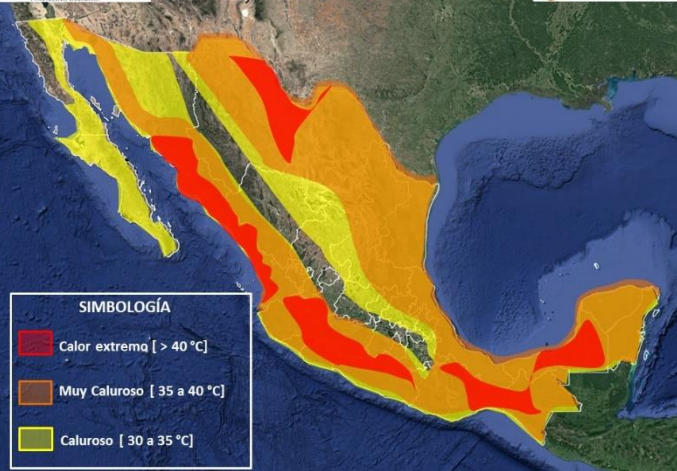 SIMBOLOGÍA
Calor extremo [ > 40 °C]
Muy Caluroso [ 35 a 40 °C]
Caluroso [ 30 a 35 °C]